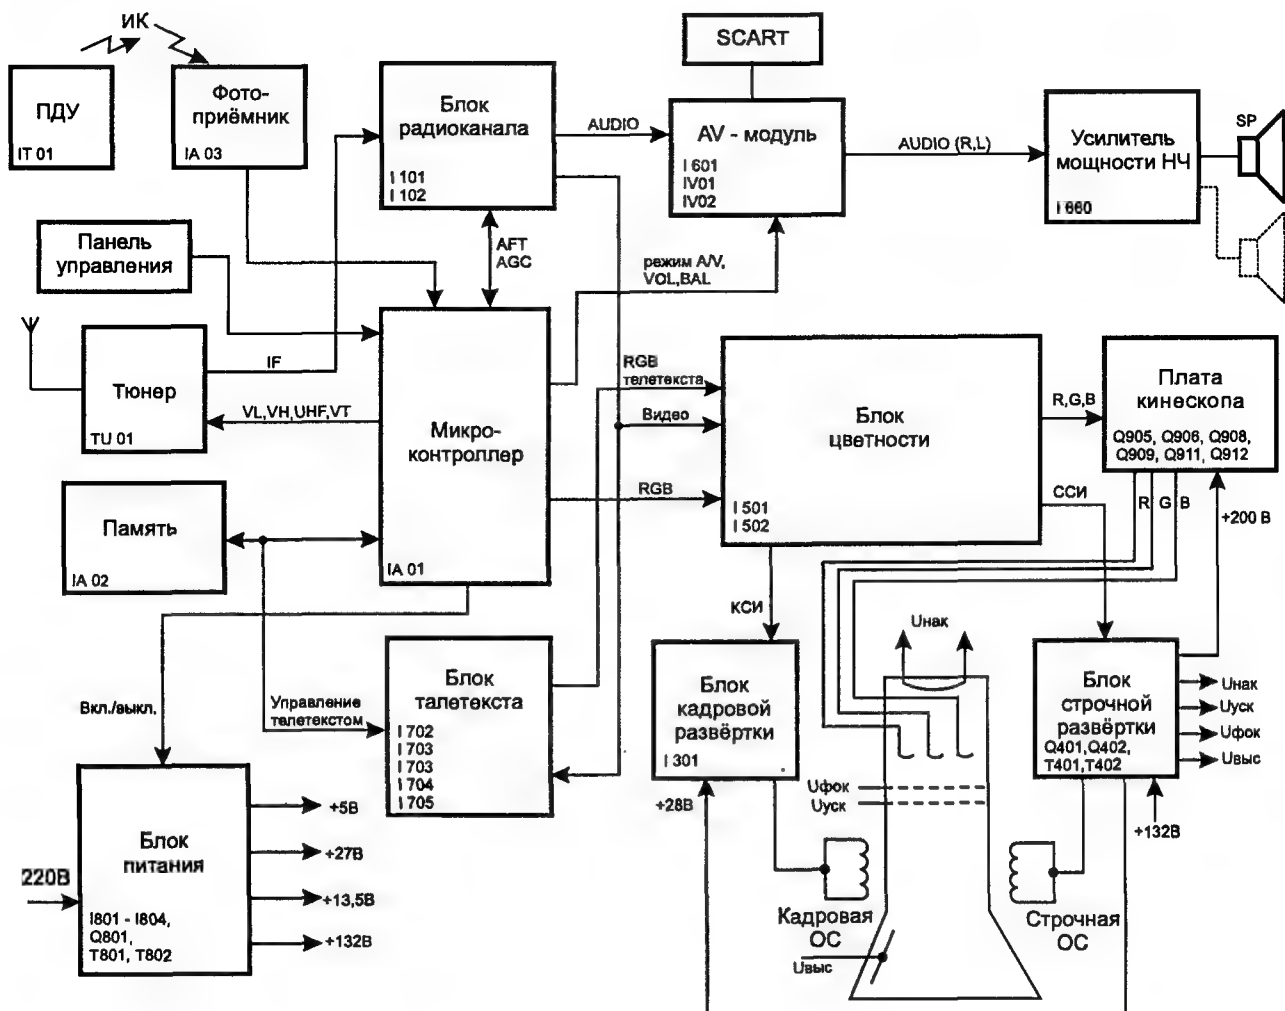 ИК
ПДУ
IT 01
Фото-
приёмник
IA 03
Блок
радиоканала
I 101
I 102
AUDIO
SCART
AV - модуль
I 601
IV01
IV02
AUDIO (R,L)
Усилитель
мощности НЧ
I 660
SP
Панель
управления
AFT
AGC
режим A/V,
VOL,BAL
Тюнер
TU 01
IF
VL,VH,UHF,VT
Микро-
контроллер
IA 01
RGB
телетекста
Видео
RGB
Блок
цветности
I 501
I 502
R,G,B
Плата
кинескопа
Q905, Q906, Q908,
Q909, Q911, Q912
ССИ
R G B
+200 В
Память
IA 02
КСИ
Uнак
Вкл./выкл.
Управление
телетекстом
Блок
талетекста
I 702
I 703
I 703
I 704
I 705
Блок
кадровой
развёртки
I 301
Блок
строчной
развёртки
Q401,Q402,
T401,T402
Uнак
Uуск
Uфок
Uвыс
Uфок
Uуск
+28В
+132В
Блок
питания
I801 - I804,
Q801,
T801, T802
220В
+5В
+27В
+13,5В
+132В
Кадровая
ОС
Строчная
ОС
Uвыс